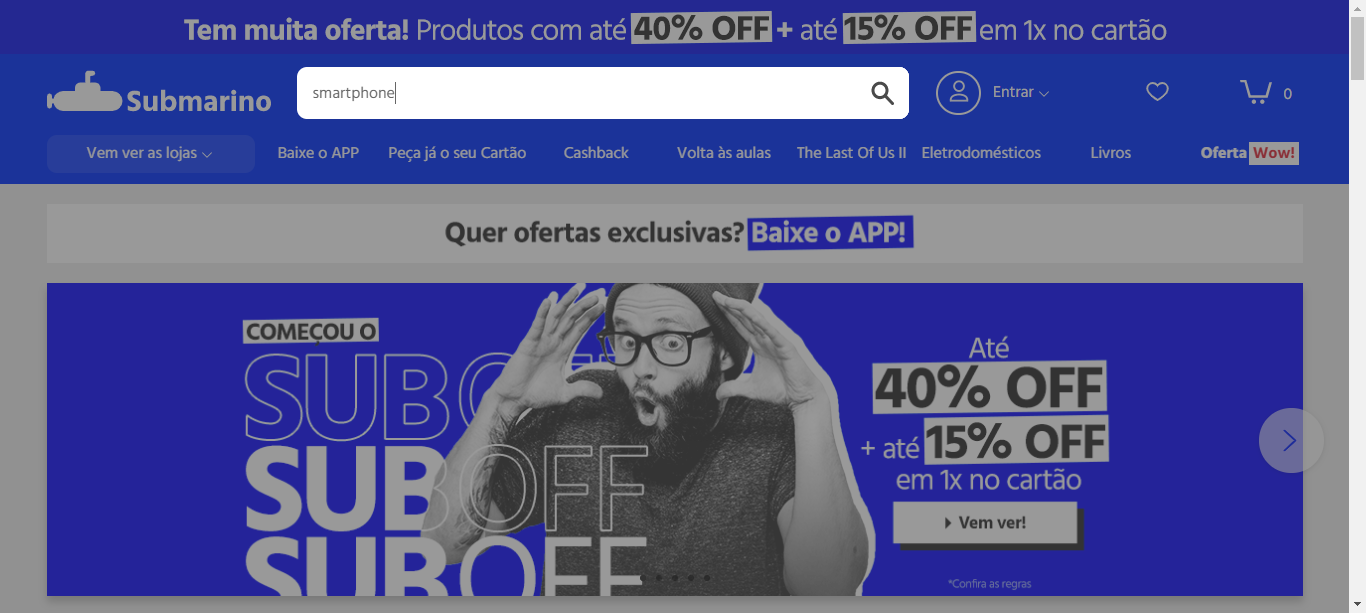 Tem muita oferta! Produtos com até 40% OFF + até 15% OFF em 1x no cartão
Submarino
smartphone
Entrar
0
Vem ver as lojas
Baixe o APP
Peça já o seu Cartão
Cashback
Volta às aulas
The Last Of Us II
Eletrodomésticos
Livros
Oferta Wow!
Quer ofertas exclusivas? Baixe o APP!
COMEÇOU O
SUBOFF
SUBOFF
SUBOFF
Até
40% OFF
+ até 15% OFF
em 1x no cartão
Vem ver!
*Confira as regras